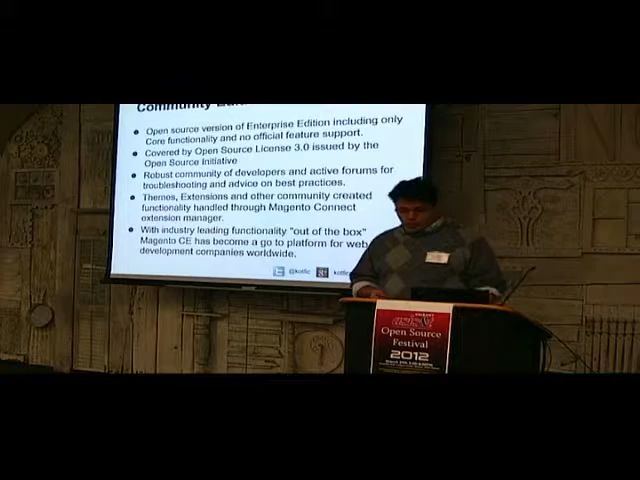 Community
Open source version of Enterprise Edition including only
Core functionality and no official feature support.
Covered by Open Source License 3.0 issued by the
Open Source Initiative
Robust community of developers and active forums for
troubleshooting and advice on best practices.
Themes, Extensions and other community created
functionality handled through Magento Connect
extension manager.
With industry leading functionality "out of the box"
Magento CE has become a go to platform for web
development companies worldwide.
Open Source
Festival
2012